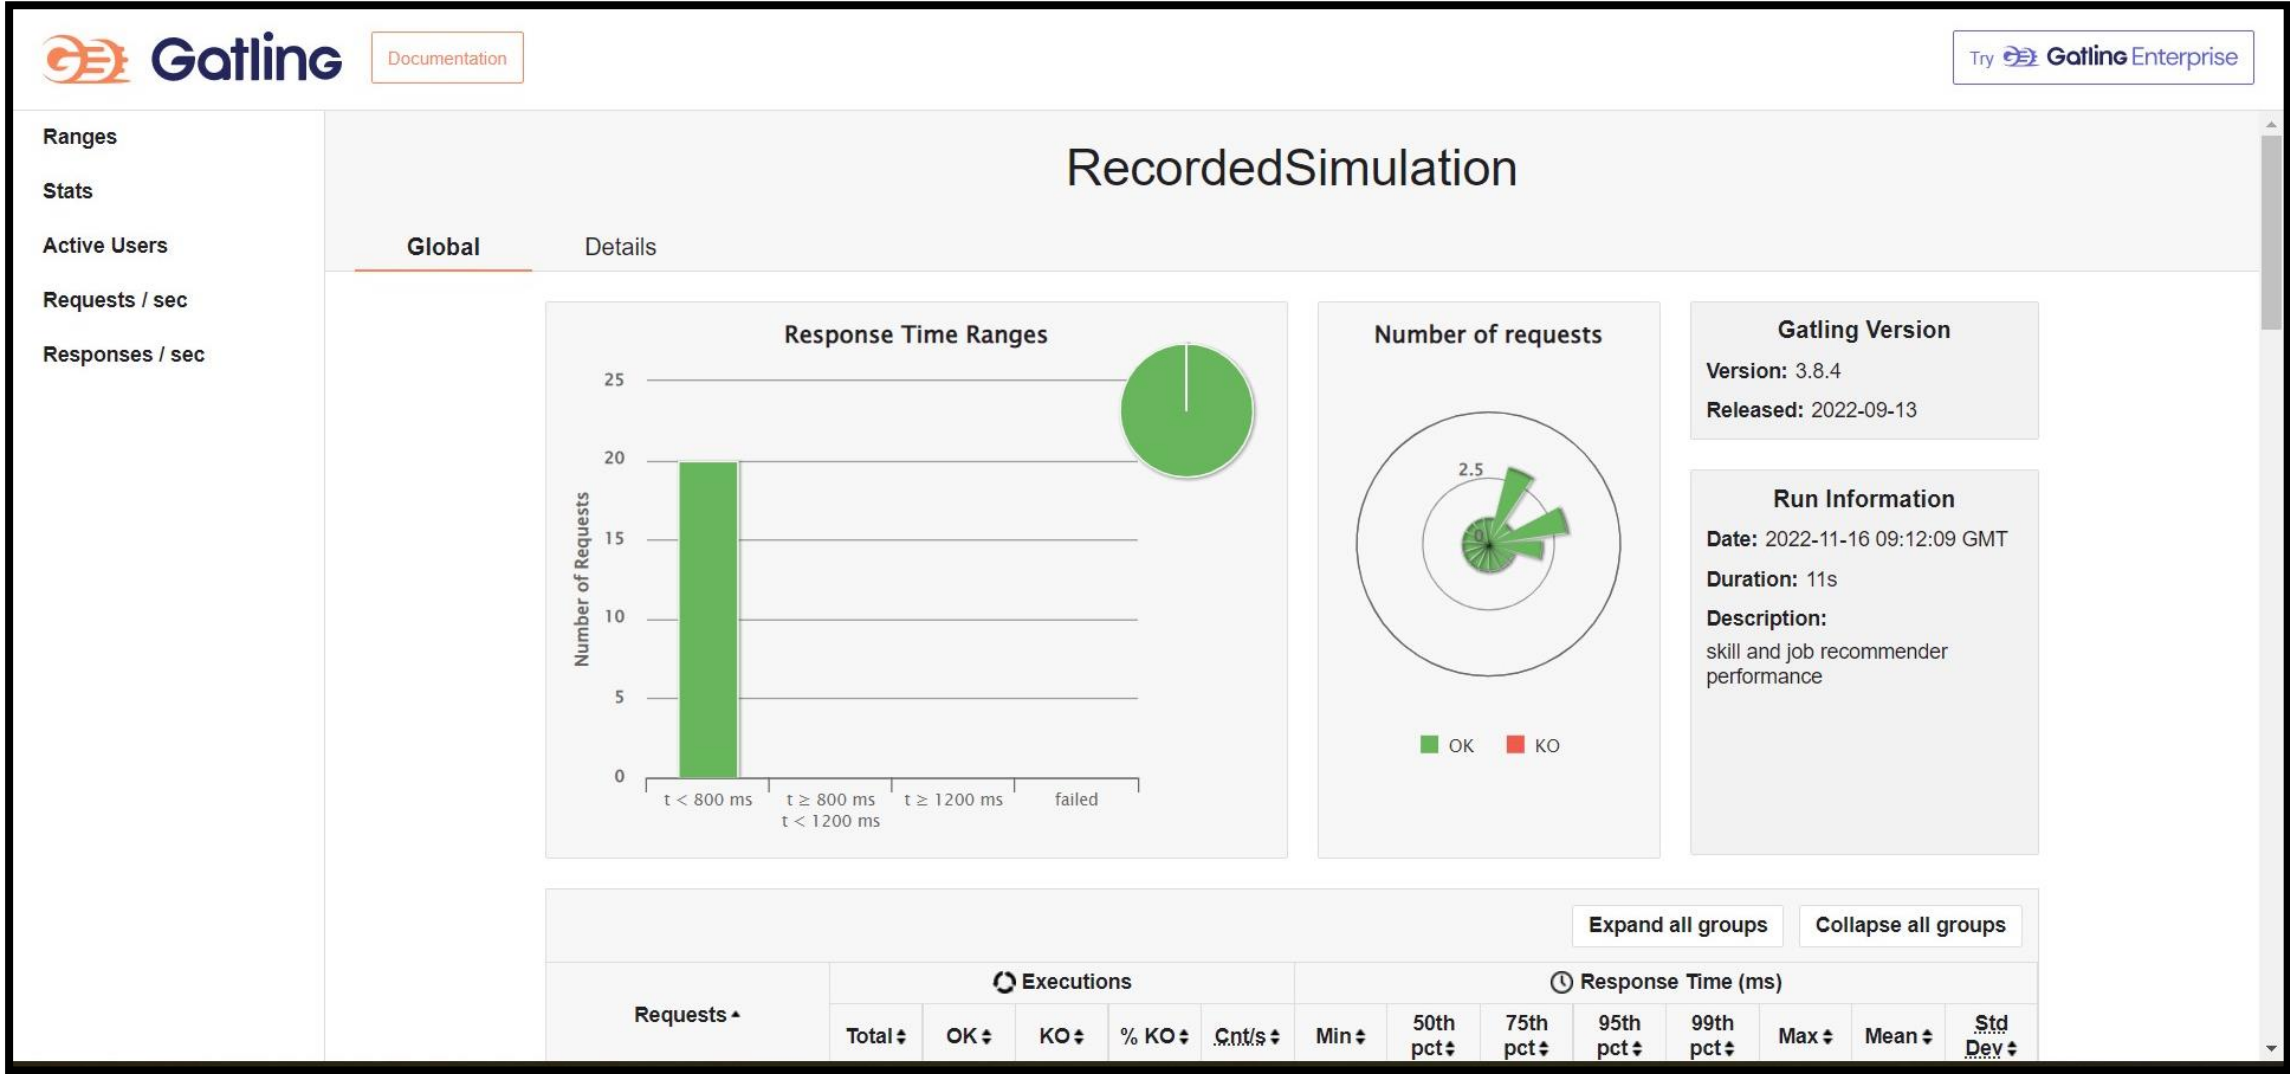 Gatling
Documentation
Try Gatling Enterprise
Ranges
Stats
Active Users
Requests / sec
Responses / sec
RecordedSimulation
Global
Details
Response Time Ranges
25
20
15
10
5
0
Number of Requests
t < 800 ms
t ≥ 800 ms
t < 1200 ms
t ≥ 1200 ms
failed
Number of requests
2.5
0
OK
KO
Gatling Version
Version: 3.8.4
Released: 2022-09-13
Run Information
Date: 2022-11-16 09:12:09 GMT
Duration: 11s
Description:
skill and job recommender
performance
Expand all groups
Collapse all groups
Requests
Executions
Response Time (ms)
Total
OK
KO
% KO
Cnt/s
Min
50th
pct
75th
pct
95th
pct
99th
pct
Max
Mean
Std
Dev